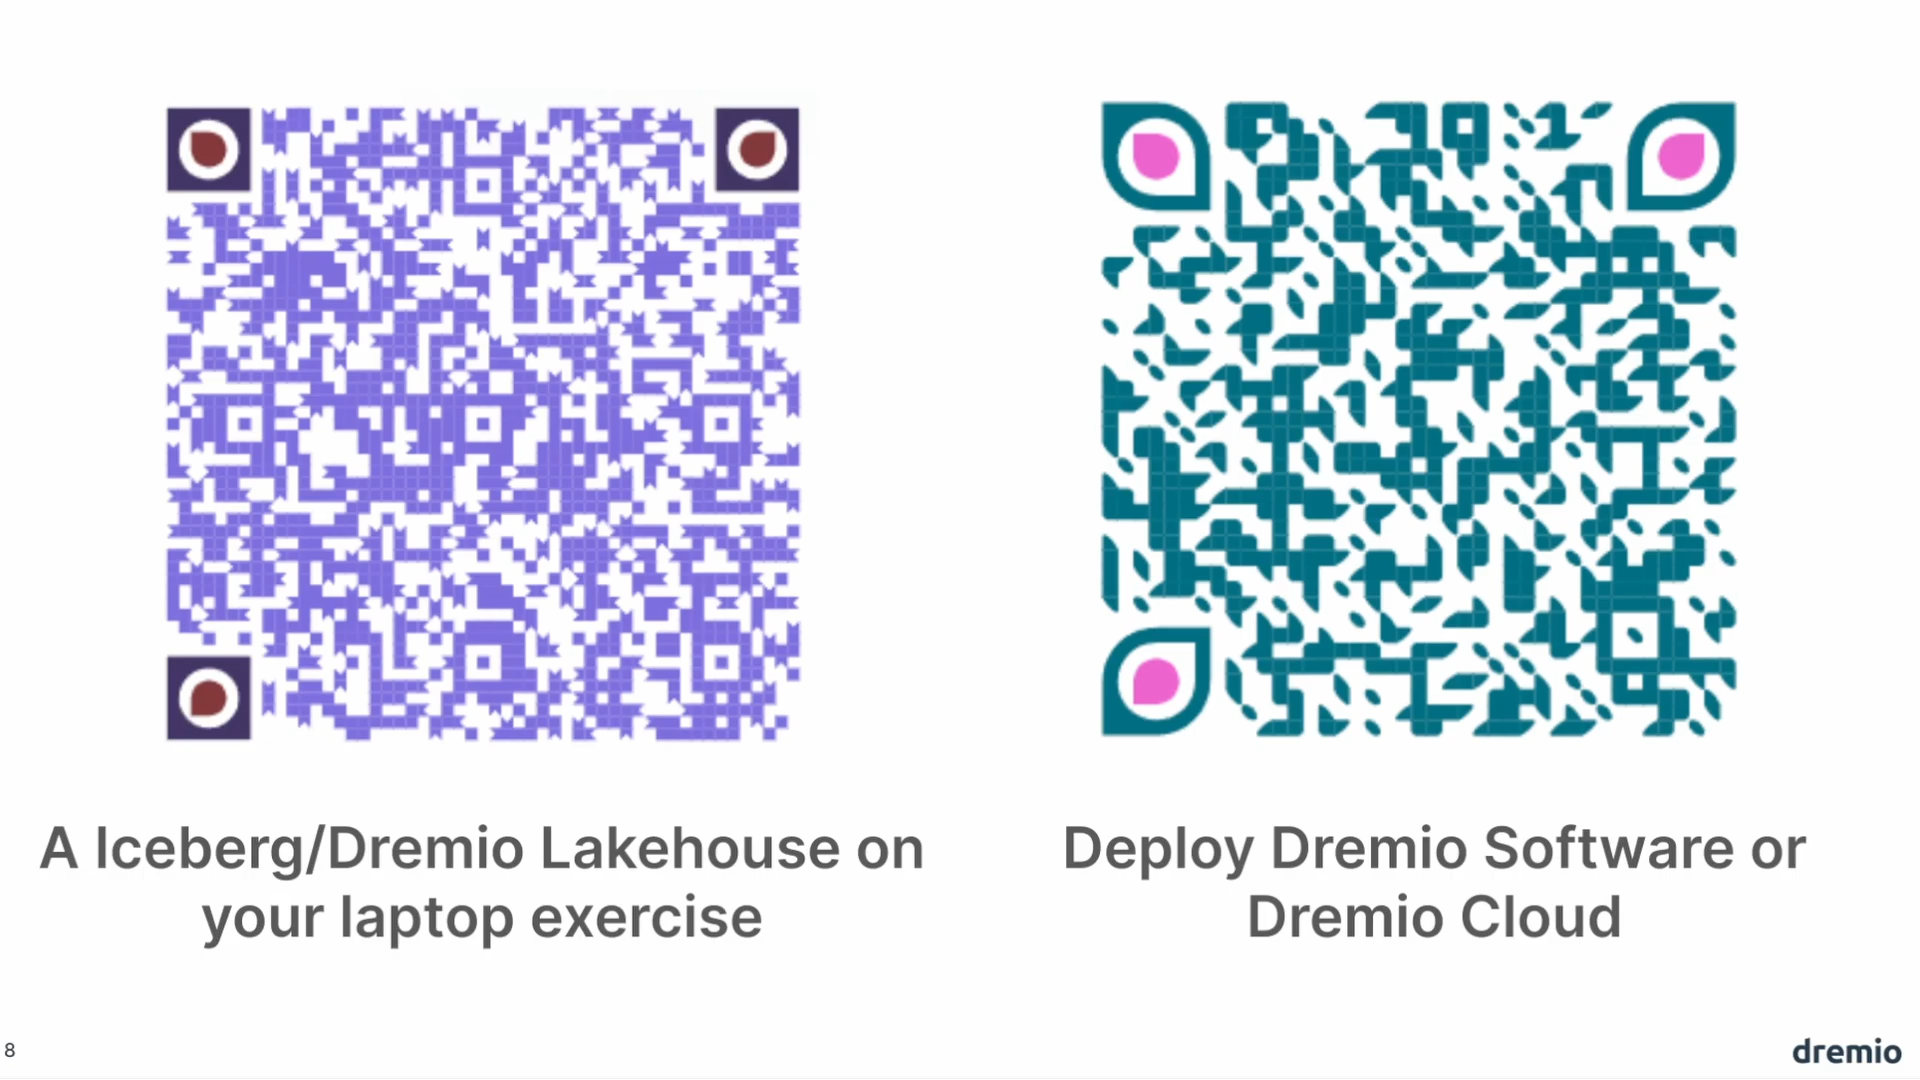 A Iceberg/Dremio Lakehouse on
your laptop exercise
Deploy Dremio Software or
Dremio Cloud
8
dremio